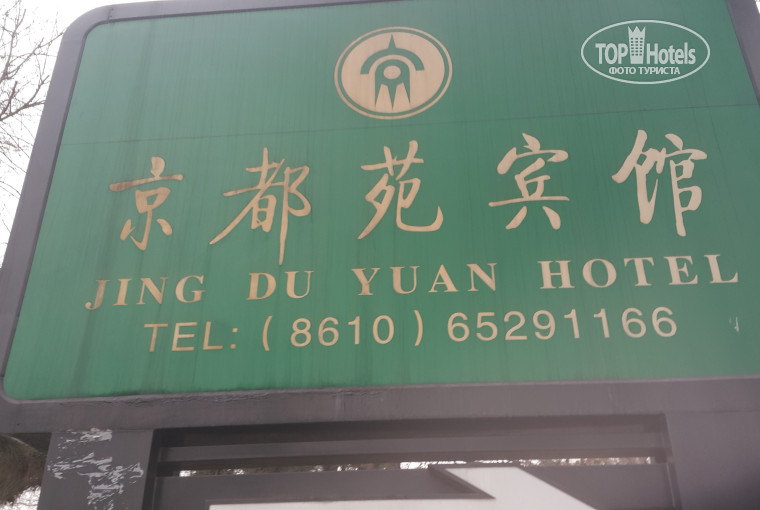 TOP Hotels
ФОТО ТУРИСТА
京都苑宾馆
JING DU YUAN HOTEL
TEL: (8610) 65291166